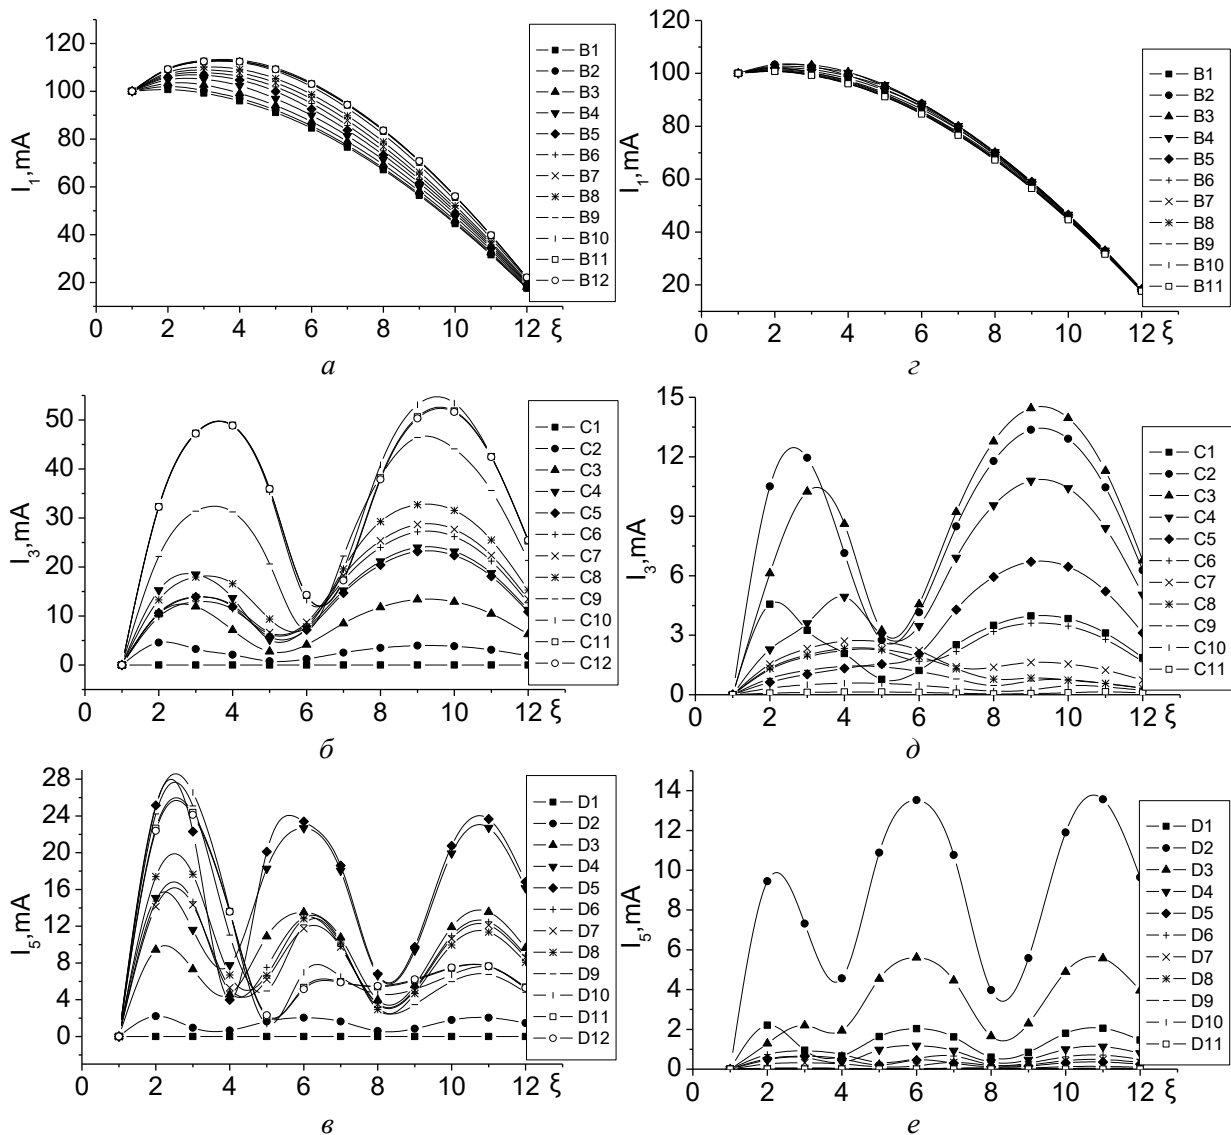 I1,mA
120
100
80
60
40
20
0 2 4 6 8 10 12 ξ
B1
B2
B3
B4
B5
B6
B7
B8
B9
B10
B11
B12
а
I1,mA
120
100
80
60
40
20
0 2 4 6 8 10 12 ξ
B1
B2
B3
B4
B5
B6
B7
B8
B9
B10
B11
г
I3,mA
50
40
30
20
10
0
0 2 4 6 8 10 12 ξ
C1
C2
C3
C4
C5
C6
C7
C8
C9
C10
C11
C12
б
I3,mA
15
12
9
6
3
0
0 2 4 6 8 10 12 ξ
C1
C2
C3
C4
C5
C6
C7
C8
C9
C10
C11
д
I5,mA
28
24
20
16
12
8
4
0
0 2 4 6 8 10 12 ξ
D1
D2
D3
D4
D5
D6
D7
D8
D9
D10
D11
D12
в
I5,mA
14
12
10
8
6
4
2
0
0 2 4 6 8 10 12 ξ
D1
D2
D3
D4
D5
D6
D7
D8
D9
D10
D11
е